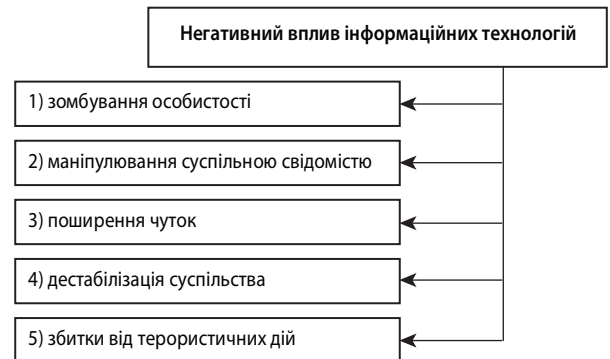 Негативний вплив інформаційних технологій
1) зомбування особистості
2) маніпулювання суспільною свідомістю
3) поширення чуток
4) дестабілізація суспільства
5) збитки від терористичних дій